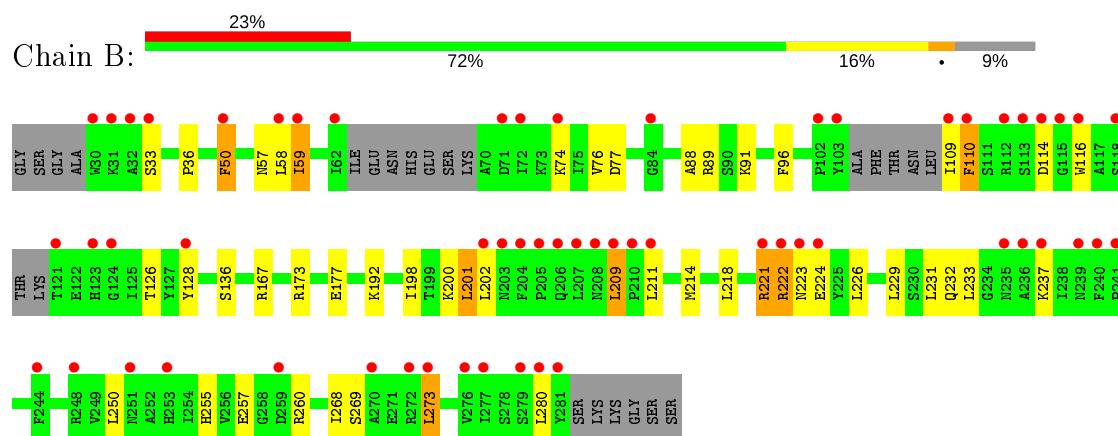 23%
Chain B:
72% 16% • 9%
GLY SER GLY ALA W30 K31 A32 S33 P36 F50 N57 L58 I59 I62 ILE GLU ASN HIS GLU SER LYS A70 D71 I72 K73 K74 I75 V76 D77 G84 A88 R89 S90 K91 F96 P102 Y103 ALA PHE THR ASN LEU I109 F110 S111 R112 S113 D114 G115 W116 A117 S118
THR LYS T121 E122 H123 G124 I125 T126 Y127 Y128 S136 R167 R173 E177 K192 I198 T199 K200 L201 L202 N203 F204 P205 Q206 L207 N208 L209 P210 L211 M214 L218 R221 R222 N223 E224 Y225 L226 L229 S230 L231 Q232 L233 G234 N235 A236 K237 I238 N239 F240
F244 R248 V249 L250 N251 A252 H253 I254 H255 V256 E257 G258 D259 R260 I268 S269 A270 E271 R272 L273 V276 I277 S278 S279 L280 Y281 SER LYS LYS GLY SER SER